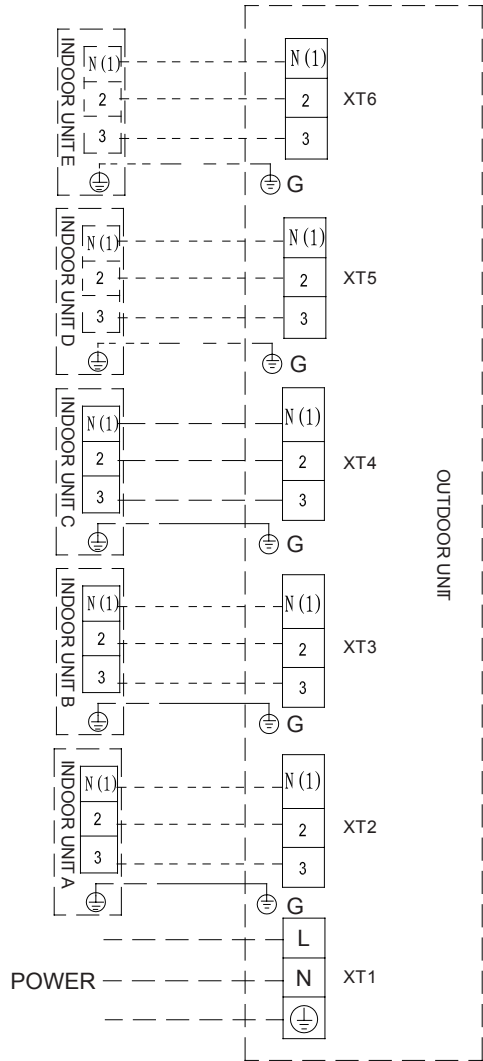 INDOOR UNIT E
N(1)
2
3
N(1)
2
3
XT6
G
INDOOR UNIT D
N(1)
2
3
N(1)
2
3
XT5
G
INDOOR UNIT C
N(1)
2
3
N(1)
2
3
XT4
G
OUTDOOR UNIT
INDOOR UNIT B
N(1)
2
3
N(1)
2
3
XT3
G
INDOOR UNIT A
N(1)
2
3
N(1)
2
3
XT2
G
L
POWER
N
XT1